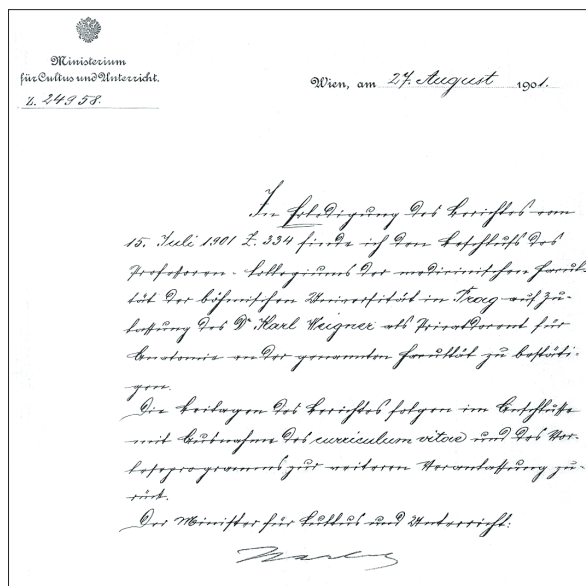 Ministerium
für Cultus und Unterricht.
Z. 24958.
Wien, am 27. August 1901.
In Erledigung des Berichtes vom
15. Juli 1901 Z. 334 finde ich den Beschluß des
Professoren-Collegiums der medicinischen Facul-
tät der böhmischen Universität in Prag auf Zu-
lassung des Dr Karl Weigner als Privatdocent für
Anatomie an der genannten Facultät zu bestäti-
gen.
Die Beilagen des Berichtes folgen im Anschluße
mit Ausnahme des curriculum vitae und des Vor-
leseprogramms zur weiteren Veranlassung zu-
rück.
Der Minister für Kultus und Unterricht: